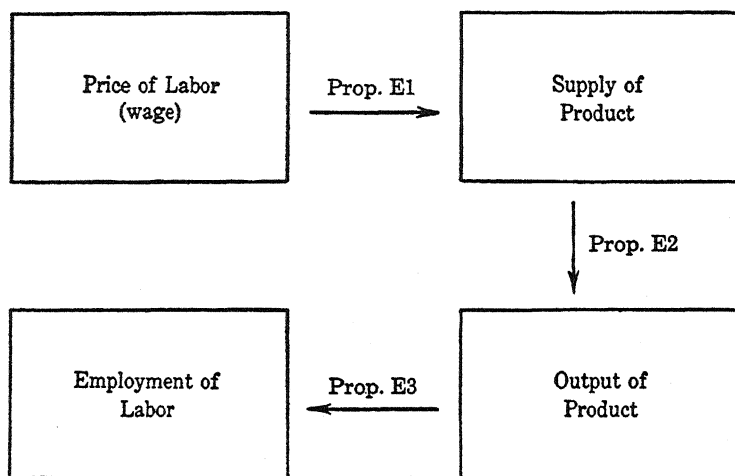 Price of Labor
(wage)
Prop. E1
Supply of
Product
Prop. E2
Output of
Product
Prop. E3
Employment of
Labor